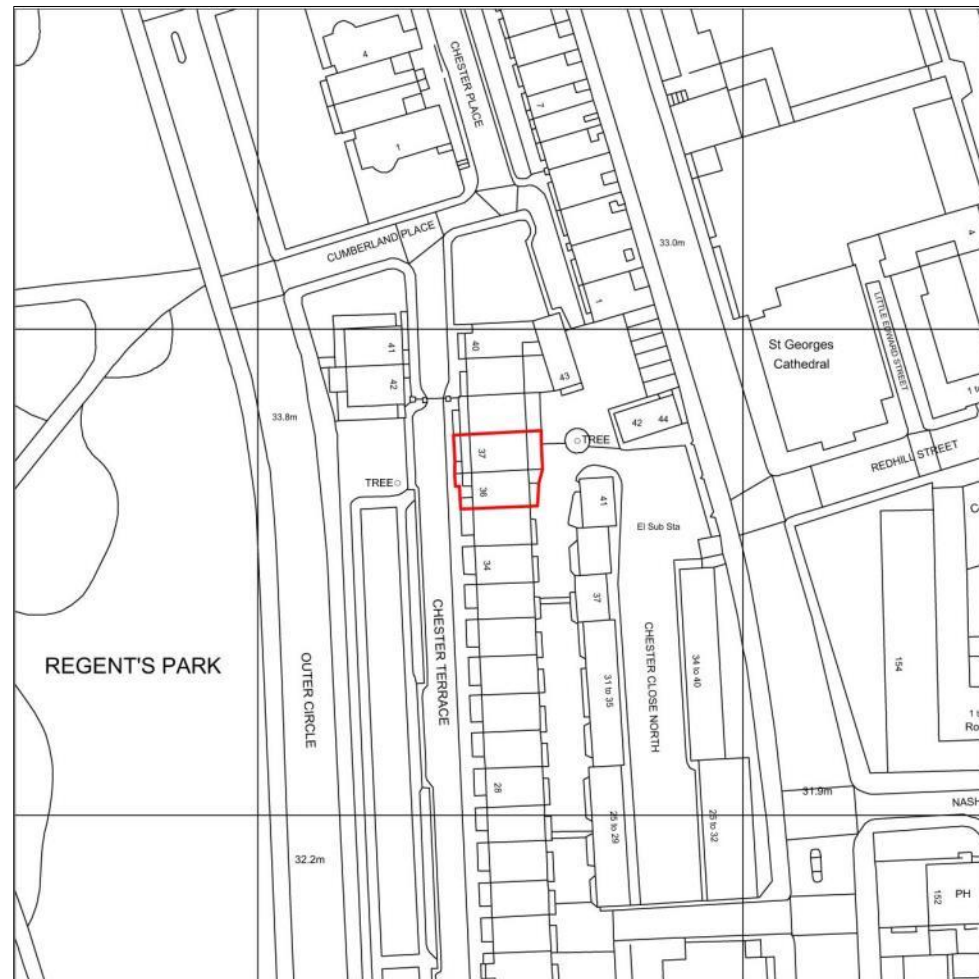 4
CHESTER PLACE
7
1
CUMBERLAND PLACE
33.0m
4
1
LITTLE EDWARD STREET
St Georges
Cathedral
41
40
42
43
33.8m
42
44
TREE
37
REDHILL STREET
TREE
36
41
El Sub Sta
34
37
CHESTER TERRACE
CHESTER CLOSE NORTH
REGENT'S PARK
OUTER CIRCLE
31 to 35
34 to 40
154
28
31.9m
NASH
25 to 29
26 to 32
32.2m
152
PH